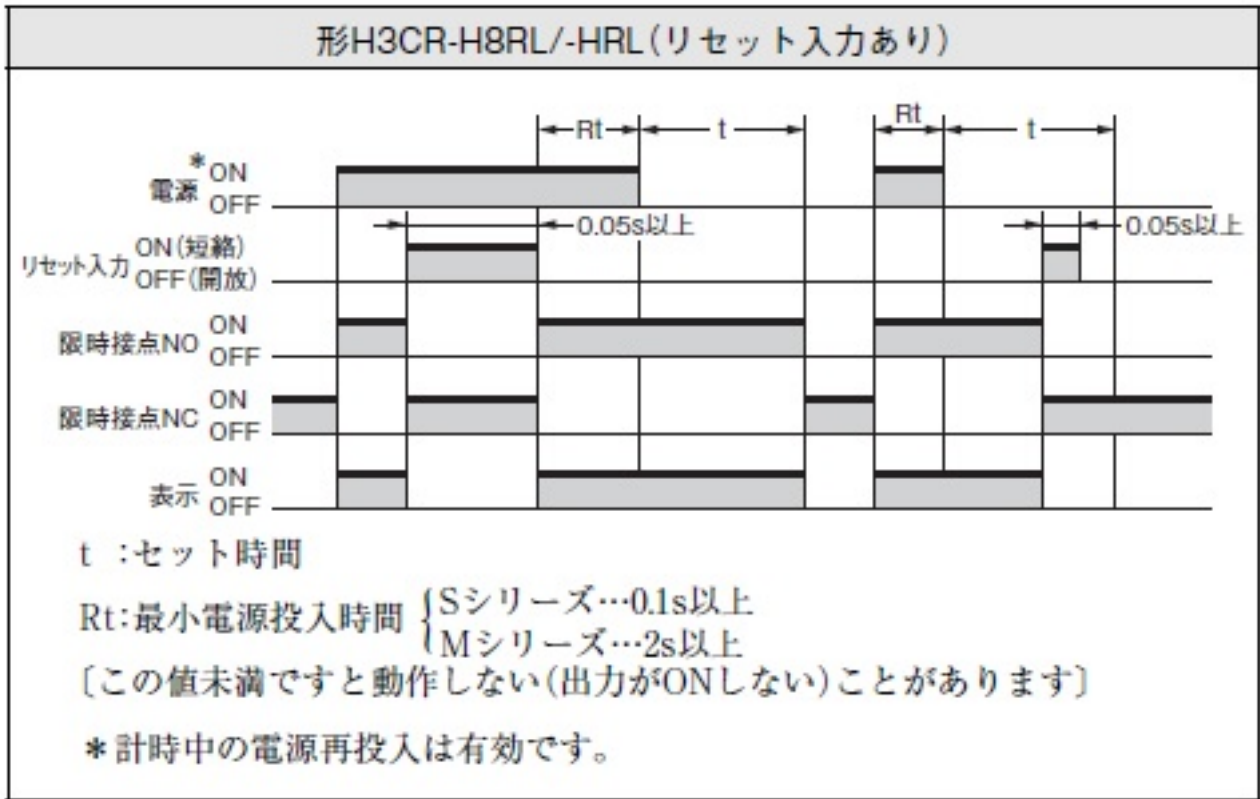 形H3CR-H8RL/-HRL(リセット入力あり)
Rt
t
Rt
t
*
電源
ON
OFF
0.05s以上
0.05s以上
リセット入力
ON(短絡)
OFF(開放)
限時接点NO
ON
OFF
限時接点NC
ON
OFF
表示
ON
OFF
t :セット時間
Rt:最小電源投入時間
Sシリーズ…0.1s以上
Mシリーズ…2s以上
〔この値未満ですと動作しない(出力がONしない)ことがあります〕
*計時中の電源再投入は有効です。